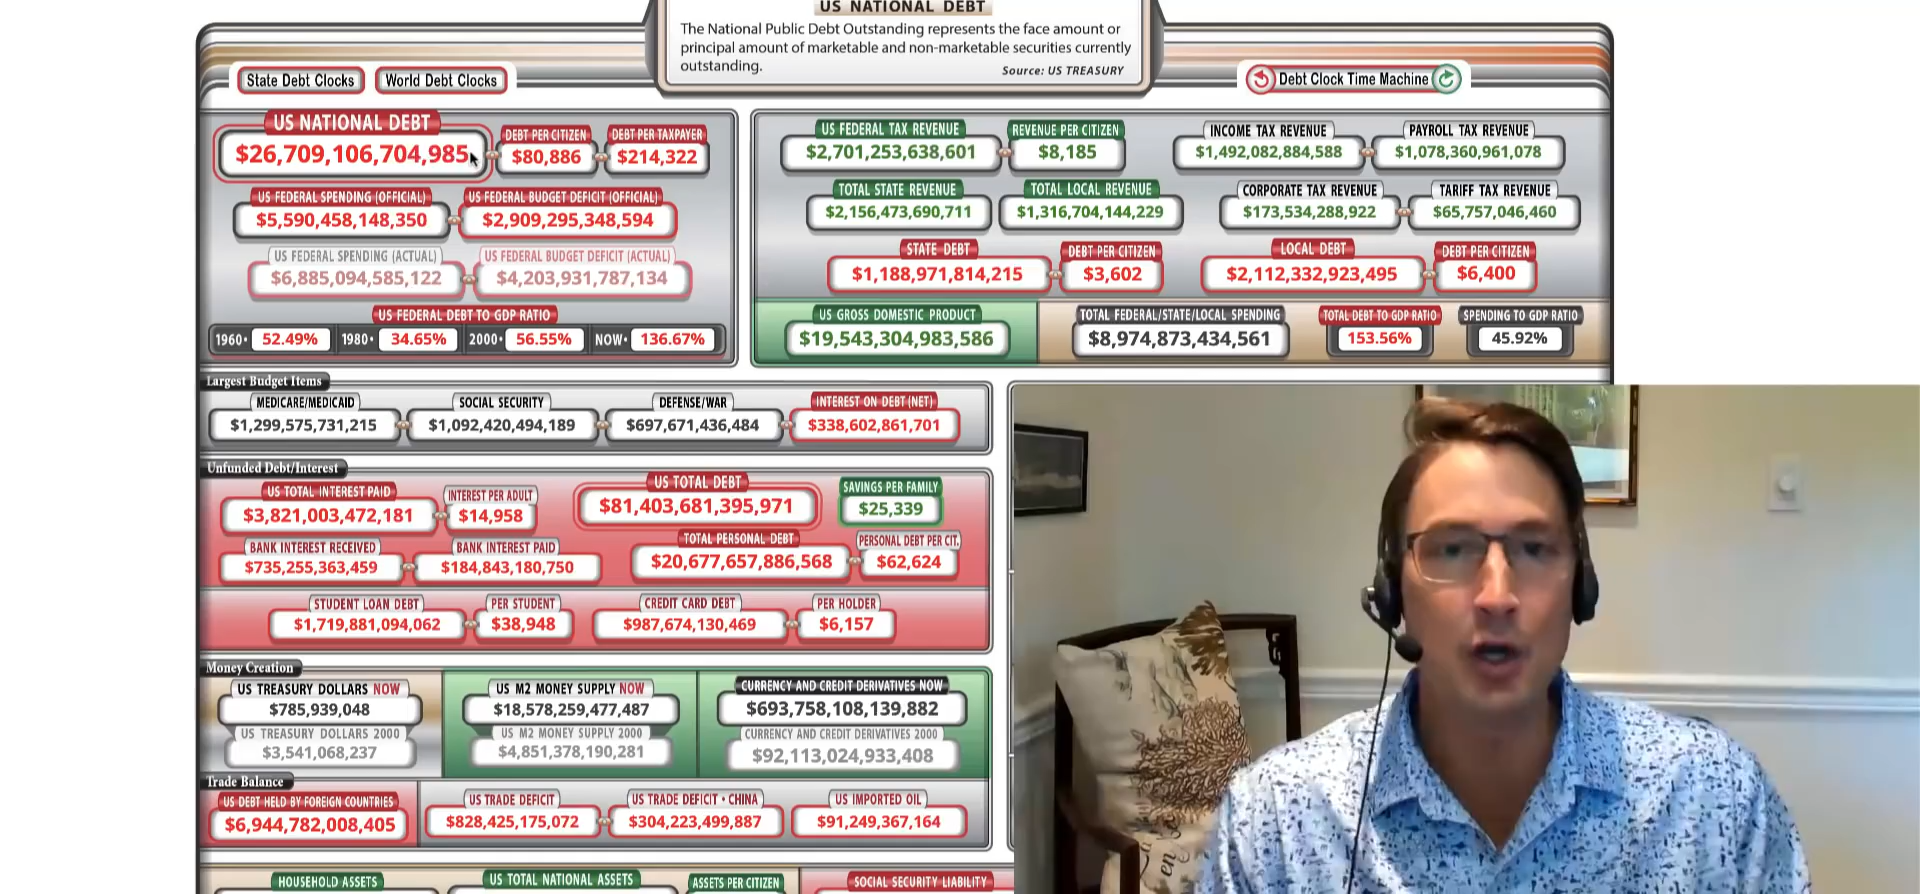 US NATIONAL DEBT
The National Public Debt Outstanding represents the face amount or
principal amount of marketable and non-marketable securities currently
outstanding.
Source: US TREASURY
State Debt Clocks
World Debt Clocks
Debt Clock Time Machine
US NATIONAL DEBT
$26,709,106,704,985
DEBT PER CITIZEN
$80,886
DEBT PER TAXPAYER
$214,322
US FEDERAL SPENDING (OFFICIAL)
$5,590,458,148,350
US FEDERAL BUDGET DEFICIT (OFFICIAL)
$2,909,295,348,594
US FEDERAL SPENDING (ACTUAL)
$6,885,094,585,122
US FEDERAL BUDGET DEFICIT (ACTUAL)
$4,203,931,787,134
US FEDERAL DEBT TO GDP RATIO
1960• 52.49% 1980• 34.65% 2000• 56.55% NOW• 136.67%
US FEDERAL TAX REVENUE
$2,701,253,638,601
REVENUE PER CITIZEN
$8,185
INCOME TAX REVENUE
$1,492,082,884,588
PAYROLL TAX REVENUE
$1,078,360,961,078
TOTAL STATE REVENUE
$2,156,473,690,711
TOTAL LOCAL REVENUE
$1,316,704,144,229
CORPORATE TAX REVENUE
$173,534,288,922
TARIFF TAX REVENUE
$65,757,046,460
STATE DEBT
$1,188,971,814,215
DEBT PER CITIZEN
$3,602
LOCAL DEBT
$2,112,332,923,495
DEBT PER CITIZEN
$6,400
US GROSS DOMESTIC PRODUCT
$19,543,304,983,586
TOTAL FEDERAL/STATE/LOCAL SPENDING
$8,974,873,434,561
TOTAL DEBT TO GDP RATIO
153.56%
SPENDING TO GDP RATIO
45.92%
Largest Budget Items
MEDICARE/MEDICAID
$1,299,575,731,215
SOCIAL SECURITY
$1,092,420,494,189
DEFENSE/WAR
$697,671,436,484
INTEREST ON DEBT (NET)
$338,602,861,701
Unfunded Debt/Interest
US TOTAL INTEREST PAID
$3,821,003,472,181
INTEREST PER ADULT
$14,958
US TOTAL DEBT
$81,403,681,395,971
SAVINGS PER FAMILY
$25,339
BANK INTEREST RECEIVED
$735,255,363,459
BANK INTEREST PAID
$184,843,180,750
TOTAL PERSONAL DEBT
$20,677,657,886,568
PERSONAL DEBT PER CIT.
$62,624
STUDENT LOAN DEBT
$1,719,881,094,062
PER STUDENT
$38,948
CREDIT CARD DEBT
$987,674,130,469
PER HOLDER
$6,157
Money Creation
US TREASURY DOLLARS NOW
$785,939,048
US TREASURY DOLLARS 2000
$3,541,068,237
US M2 MONEY SUPPLY NOW
$18,578,259,477,487
US M2 MONEY SUPPLY 2000
$4,851,378,190,281
CURRENCY AND CREDIT DERIVATIVES NOW
$693,758,108,139,882
CURRENCY AND CREDIT DERIVATIVES 2000
$92,113,024,933,408
Trade Balance
US DEBT HELD BY FOREIGN COUNTRIES
$6,944,782,008,405
US TRADE DEFICIT
$828,425,175,072
US TRADE DEFICIT • CHINA
$304,223,499,887
US IMPORTED OIL
$91,249,367,164
HOUSEHOLD ASSETS
US TOTAL NATIONAL ASSETS
ASSETS PER CITIZEN
SOCIAL SECURITY LIABILITY